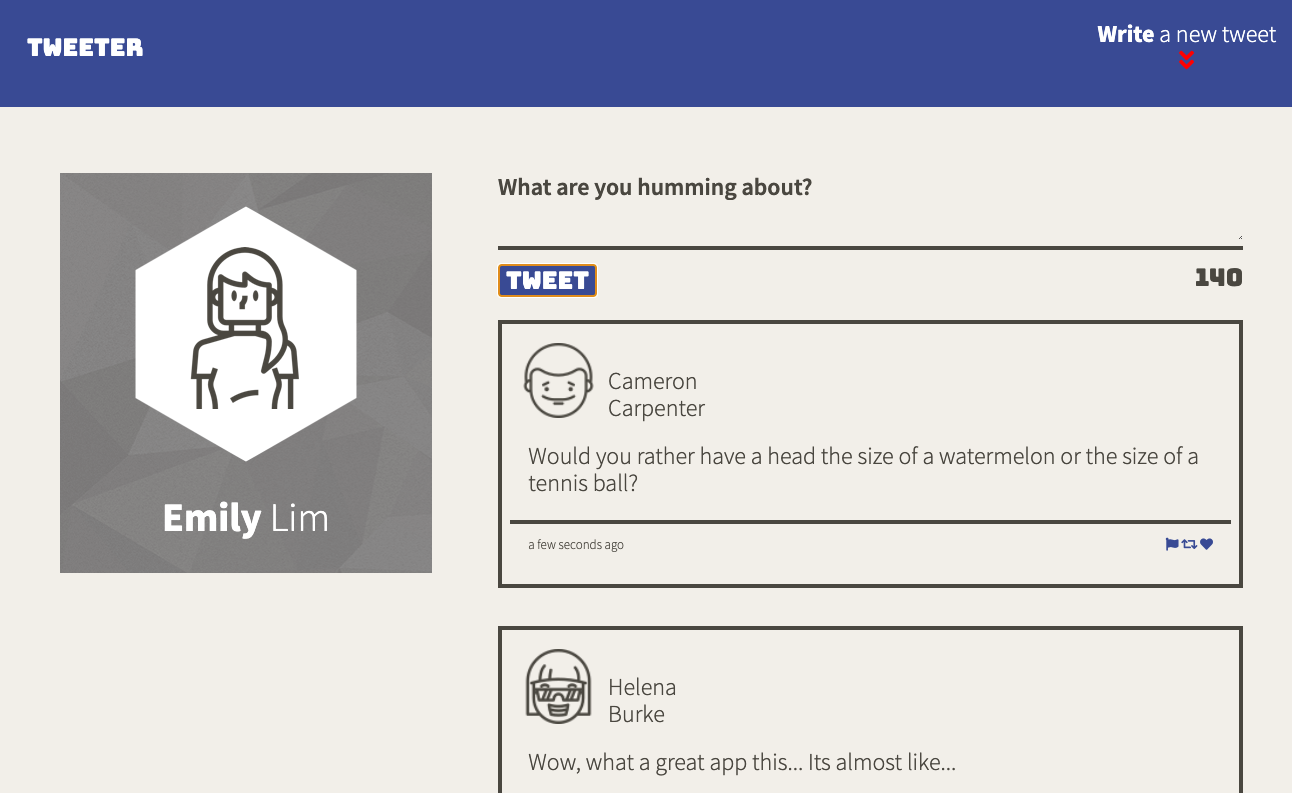 TWEETER
Write a new tweet
Emily Lim
What are you humming about?
TWEET
140
Cameron
Carpenter
Would you rather have a head the size of a watermelon or the size of a
tennis ball?
a few seconds ago
Helena
Burke
Wow, what a great app this... Its almost like...